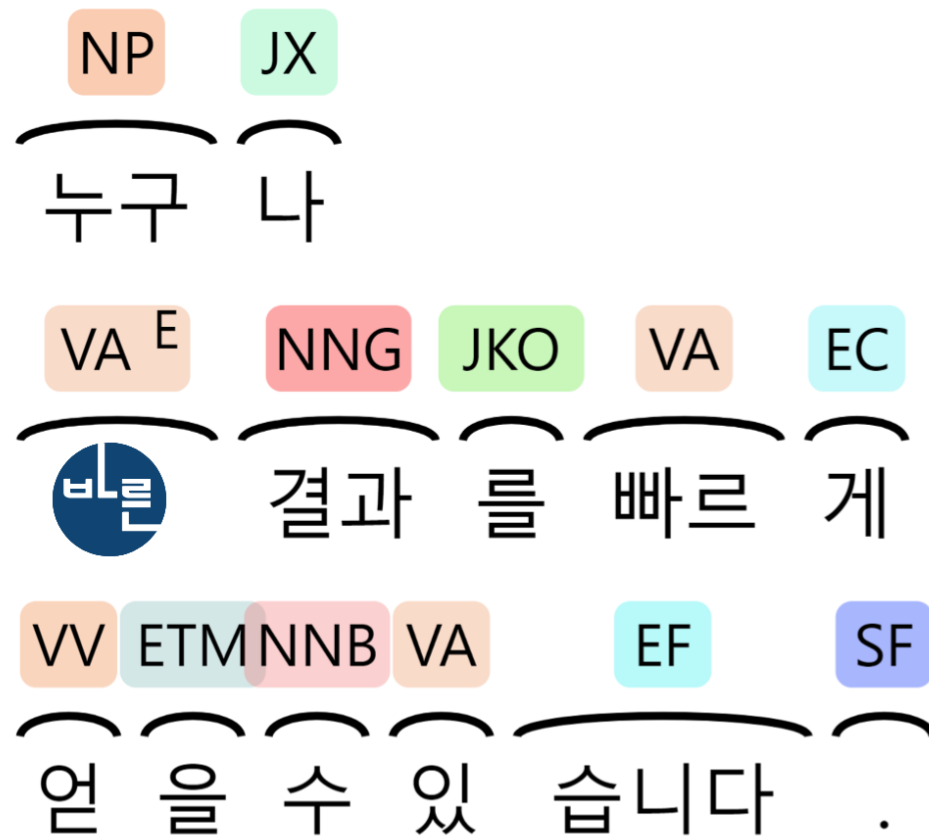 NP JX
누구 나
VA E NNG JKO VA EC
바른 결과 를 빠르 게
VV ETM NNB VA EF SF
얻 을 수 있 습니다 .